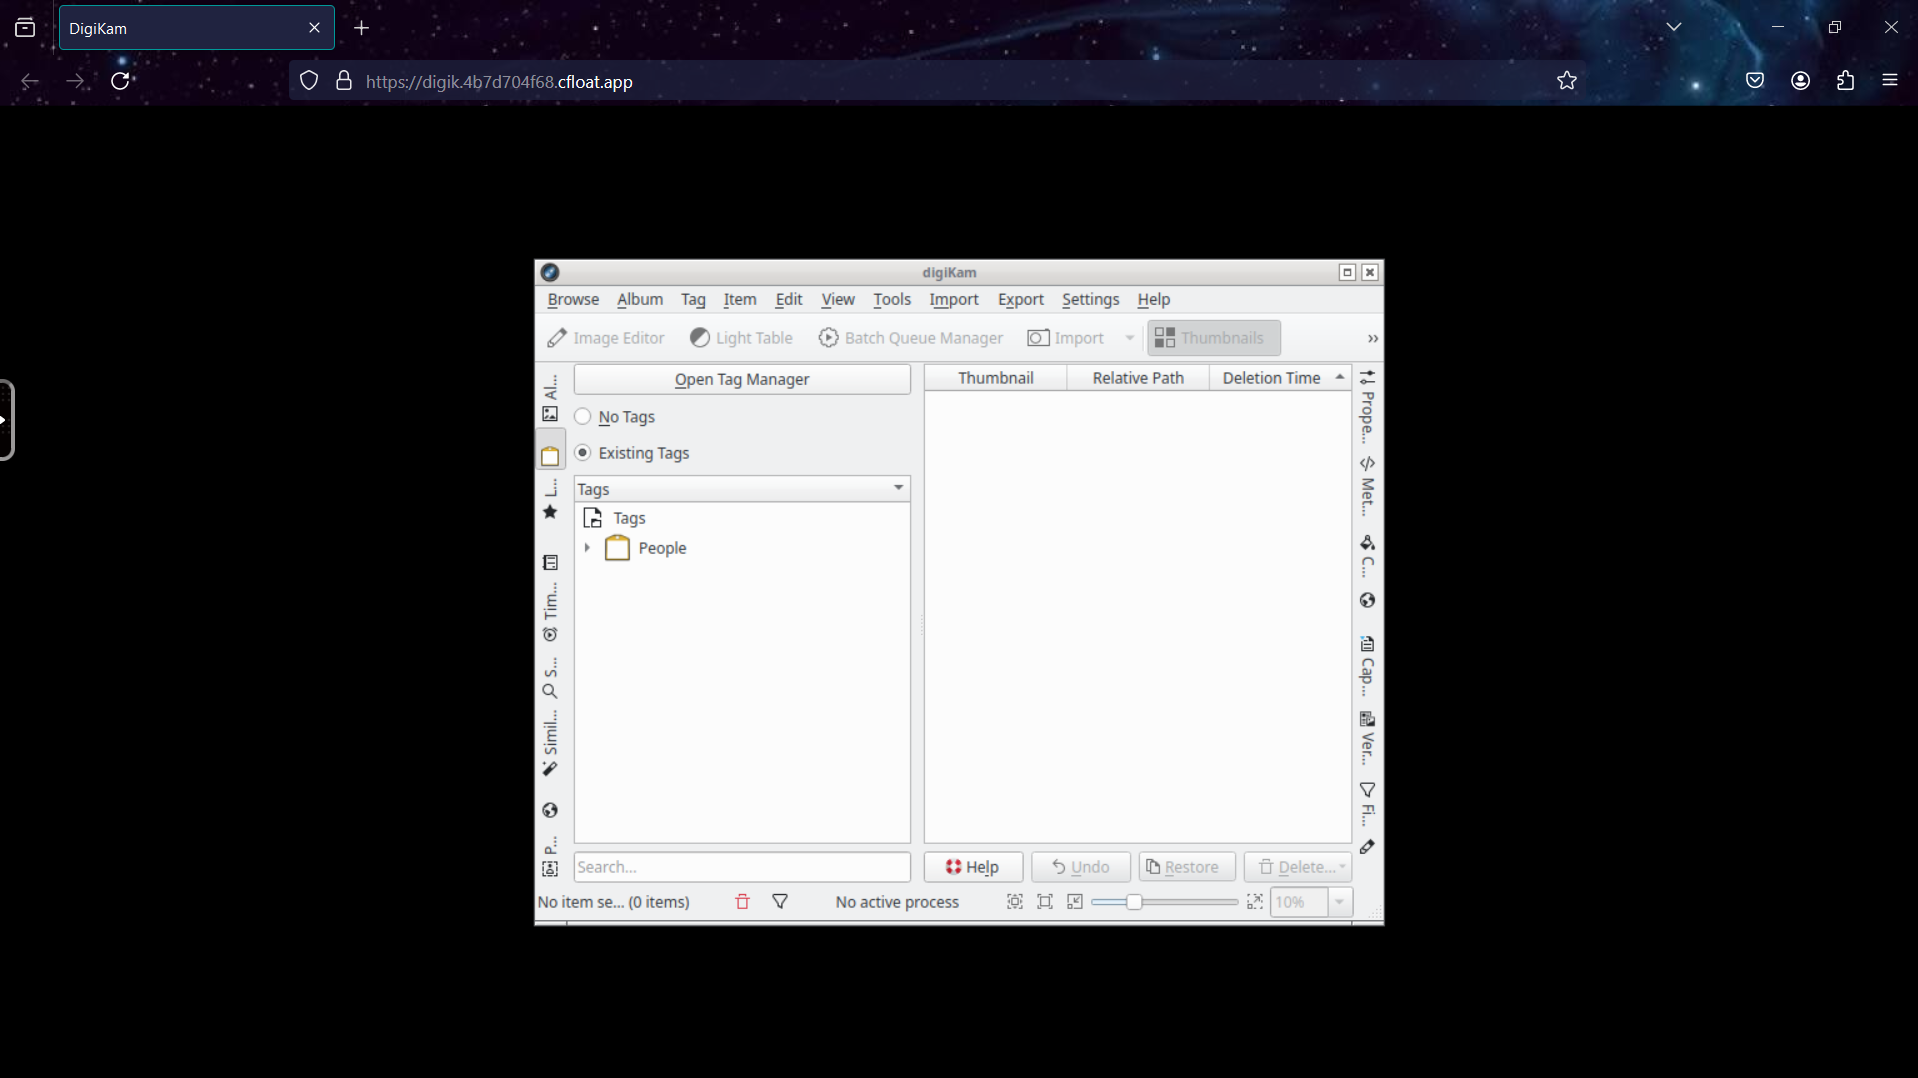 DigiKam
https://digik.4b7d704f68.cfloat.app
digiKam
Browse Album Tag Item Edit View Tools Import Export Settings Help
Image Editor Light Table Batch Queue Manager Import Thumbnails
Al...
L...
Tim...
S...
Simil...
P...
Open Tag Manager
No Tags
Existing Tags
Tags
Tags
People
Search...
Thumbnail Relative Path Deletion Time
Prope...
Met...
C...
Cap...
Ver...
Fi...
Help Undo Restore Delete...
No item se... (0 items) No active process 10%